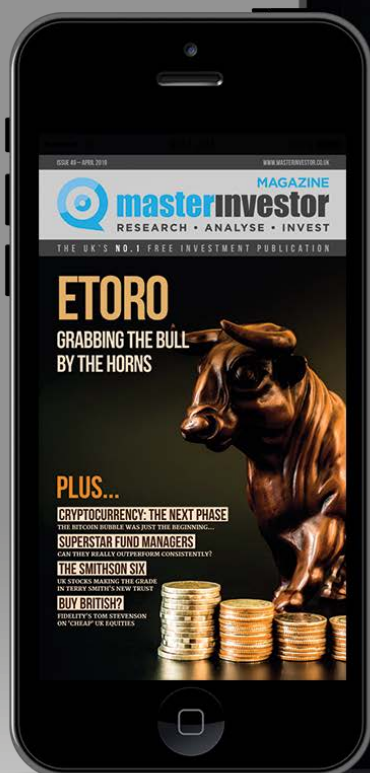 ISSUE 40 – APRIL 2018 WWW.MASTERINVESTOR.CO.UK
MAGAZINE
masterinvestor
RESEARCH • ANALYSE • INVEST
THE UK'S NO.1 FREE INVESTMENT PUBLICATION
ETORO
GRABBING THE BULL
BY THE HORNS
PLUS...
CRYPTOCURRENCY: THE NEXT PHASE
THE BITCOIN BUBBLE WAS JUST THE BEGINNING...
SUPERSTAR FUND MANAGERS
CAN THEY REALLY OUTPERFORM CONSISTENTLY?
THE SMITHSON SIX
UK STOCKS MAKING THE GRADE
IN TERRY SMITH'S NEW TRUST
BUY BRITISH?
FIDELITY'S TOM STEVENSON
ON "CHEAP" UK EQUITIES